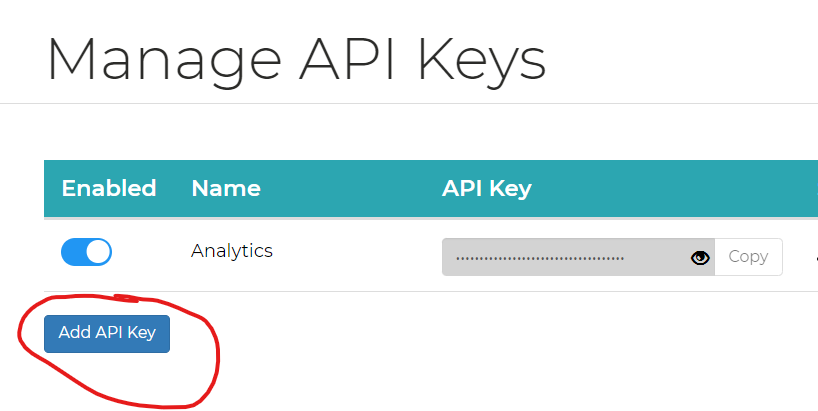 Manage API Keys
Enabled Name API Key
Analytics Copy
Add API Key